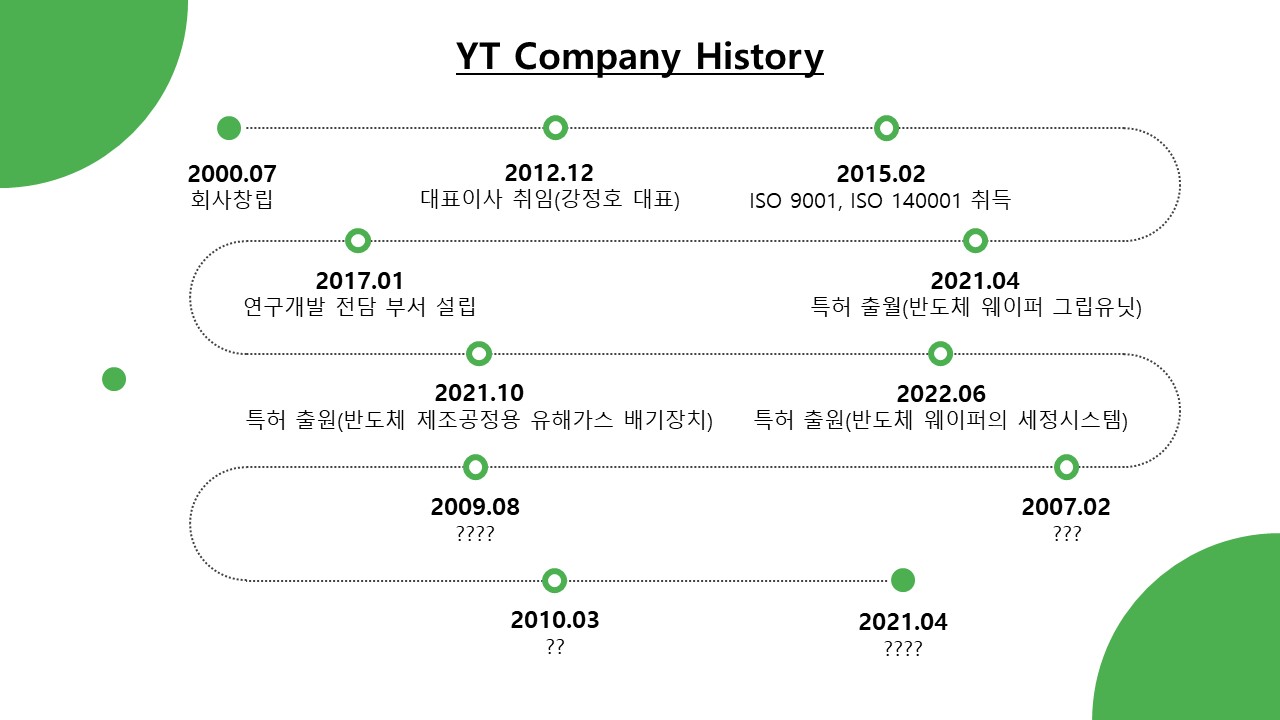 YT Company History
2000.07
회사창립
2012.12
대표이사 취임(강정호 대표)
2015.02
ISO 9001, ISO 140001 취득
2017.01
연구개발 전담 부서 설립
2021.04
특허 출월(반도체 웨이퍼 그립유닛)
2021.10
특허 출원(반도체 제조공정용 유해가스 배기장치)
2022.06
특허 출원(반도체 웨이퍼의 세정시스템)
2009.08
????
2007.02
???
2010.03
??
2021.04
????